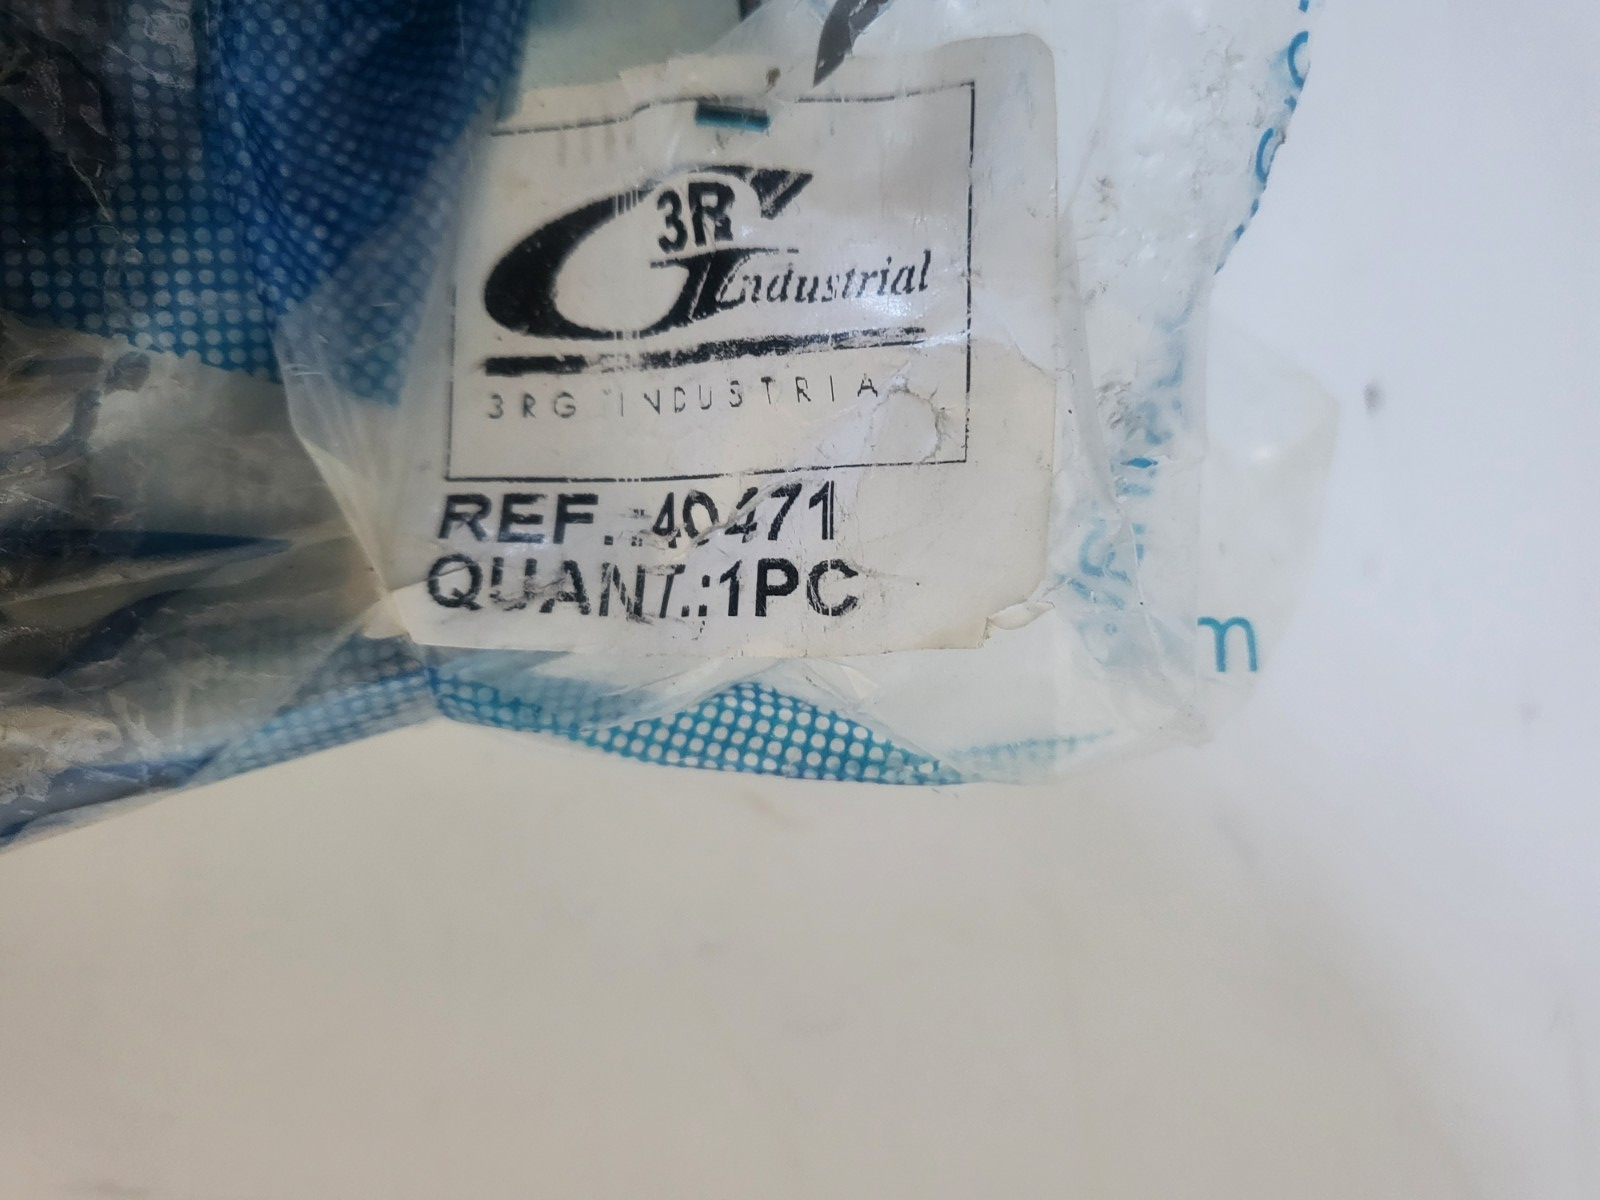 3R
G Industrial
3RG INDUSTRIA
REF.:40471
QUANT.:1PC
m